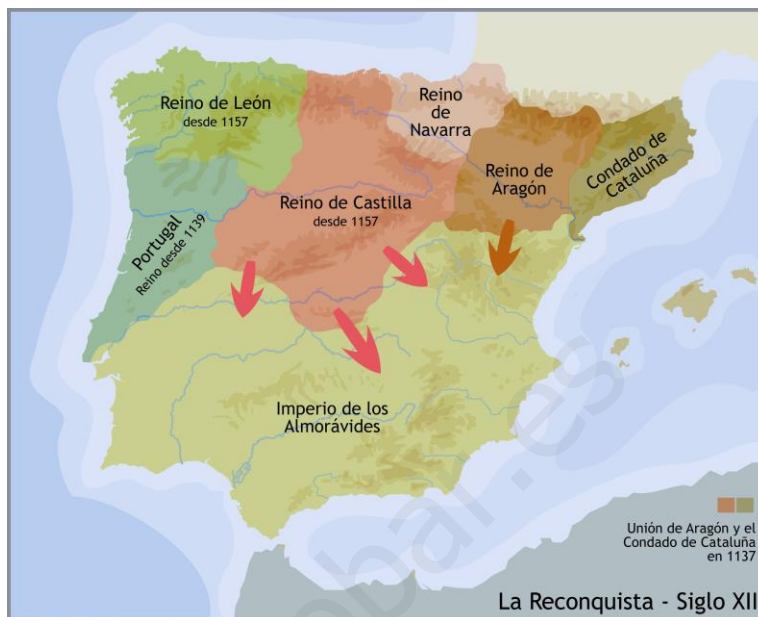 Reino de León
desde 1157
Reino
de
Navarra
Condado de
Cataluña
Reino de
Aragón
Reino de Castilla
desde 1157
Portugal
Reino desde 1139
Imperio de los
Almorávides
Unión de Aragón y el
Condado de Cataluña
en 1137
La Reconquista - Siglo XII